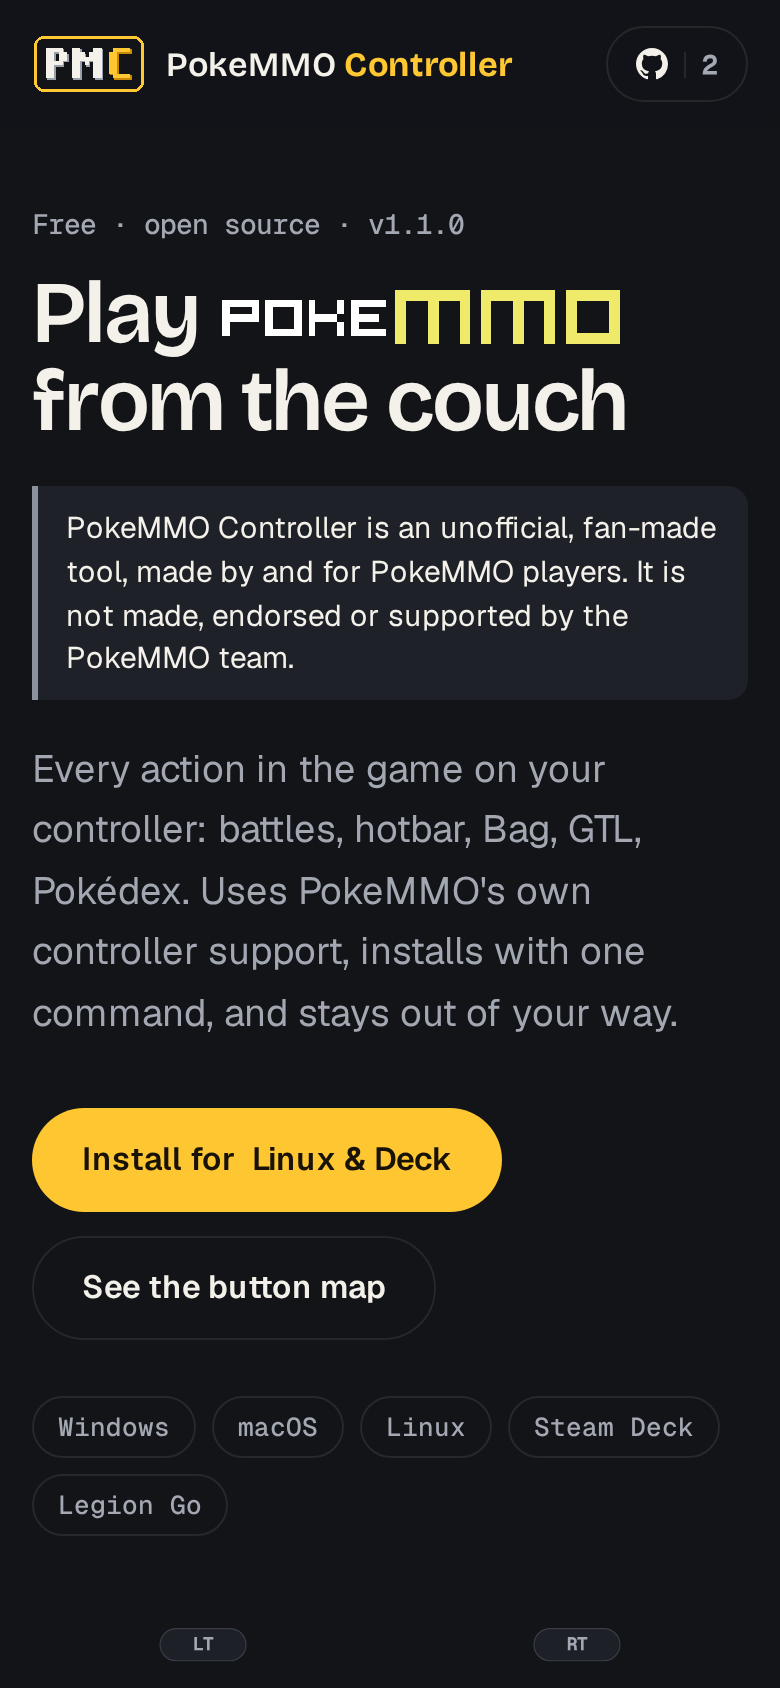 PMC PokeMMO Controller 2
Free · open source · v1.1.0
Play POKEMMO
from the couch
PokeMMO Controller is an unofficial, fan-made
tool, made by and for PokeMMO players. It is
not made, endorsed or supported by the
PokeMMO team.
Every action in the game on your
controller: battles, hotbar, Bag, GTL,
Pokédex. Uses PokeMMO's own
controller support, installs with one
command, and stays out of your way.
Install for Linux & Deck
See the button map
Windows macOS Linux Steam Deck
Legion Go
LT RT